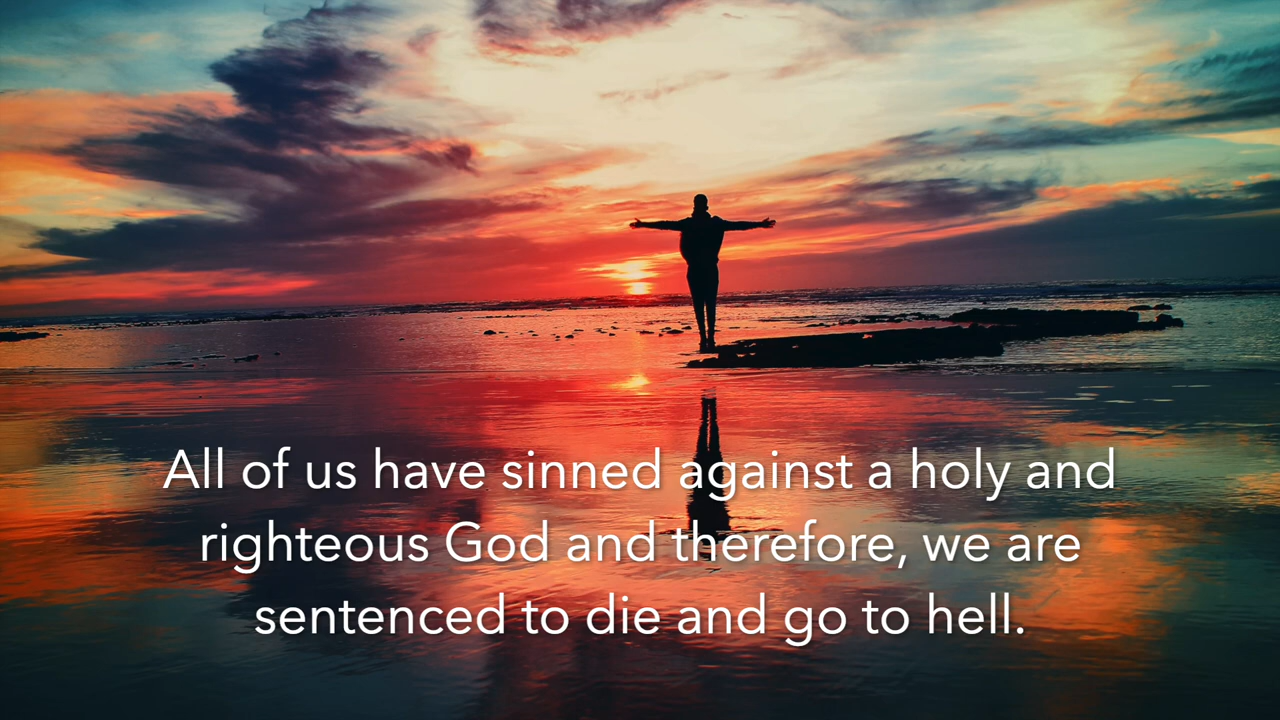 All of us have sinned against a holy and
righteous God and therefore, we are
sentenced to die and go to hell.